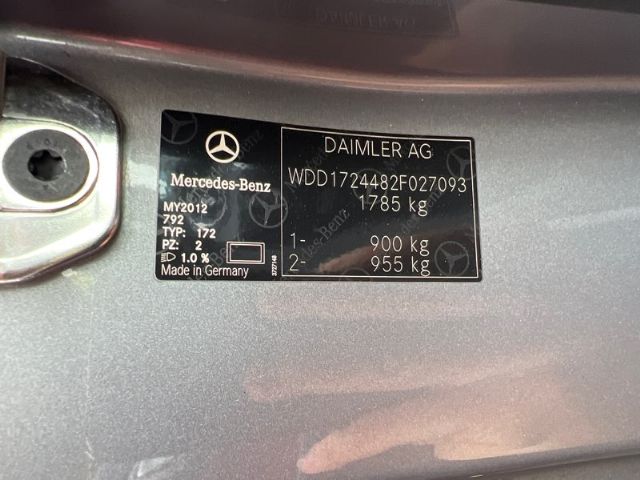 DAIMLER AG
Mercedes-Benz
WDD1724482F027093
1785 kg
MY2012
792
TYP: 172
PZ: 2
1.0 %
Made in Germany
1- 900 kg
2- 955 kg
3727148